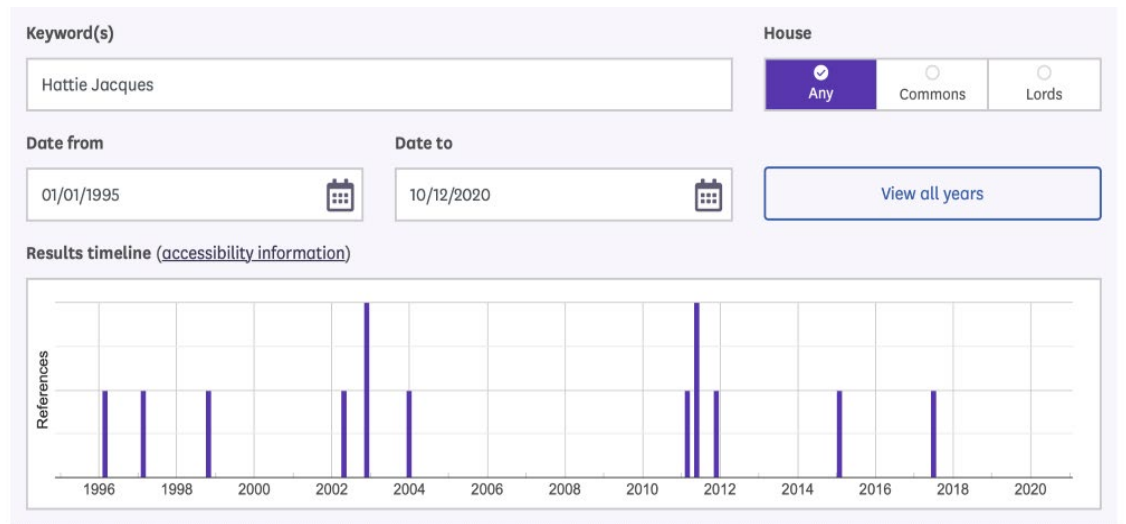 Keyword(s)
House
Hattie Jacques
Any
Commons
Lords
Date from
Date to
01/01/1995
10/12/2020
View all years
Results timeline (accessibility information)
References
1996 1998 2000 2002 2004 2006 2008 2010 2012 2014 2016 2018 2020